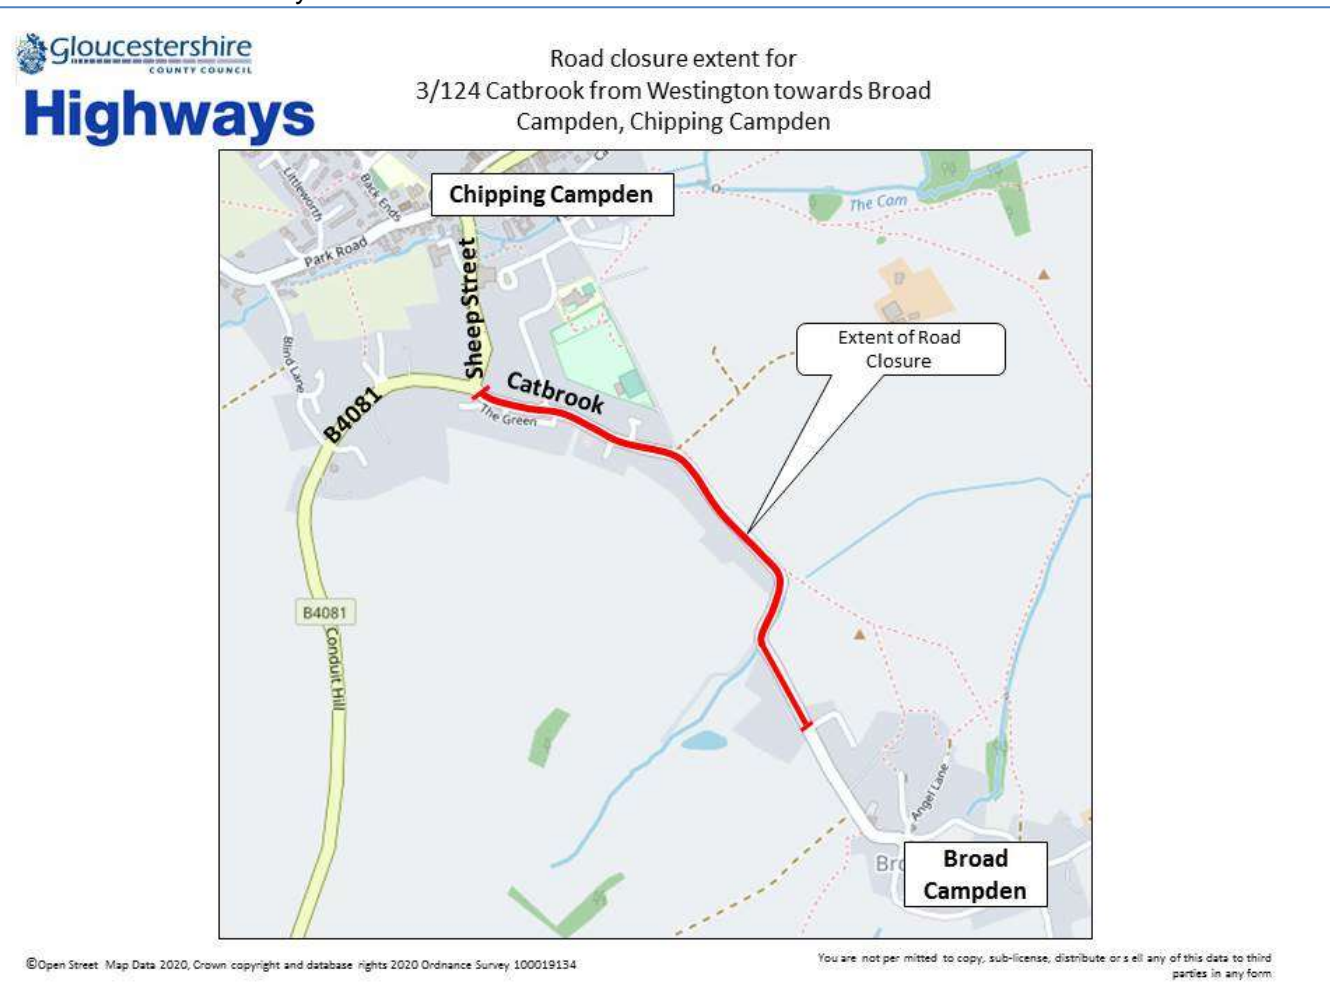 Gloucestershire
COUNTY COUNCIL
Highways
Road closure extent for
3/124 Catbrook from Westington towards Broad
Campden, Chipping Campden
Chipping Campden
Littleworth
Back Ends
Ca
The Cam
Park Road
Sheep Street
Extent of Road
Closure
Blind Lane
Catbrook
B4081
The Green
B4081
Conduit Hill
Angel Lane
Bro
Broad
Campden
©Open Street Map Data 2020, Crown copyright and database rights 2020 Ordnance Survey 100019134
You are not per mitted to copy, sub-license, distribute or s ell any of this data to third
parties in any form